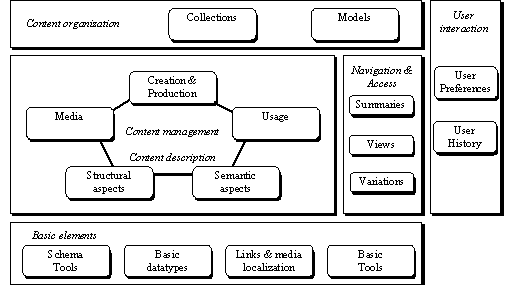 Content organization
Collections
Models
User
interaction
User
Preferences
User
History
Creation &
Production
Media
Usage
Content management
Content description
Structural
aspects
Semantic
aspects
Navigation &
Access
Summaries
Views
Variations
Basic elements
Schema
Tools
Basic
datatypes
Links & media
localization
Basic
Tools